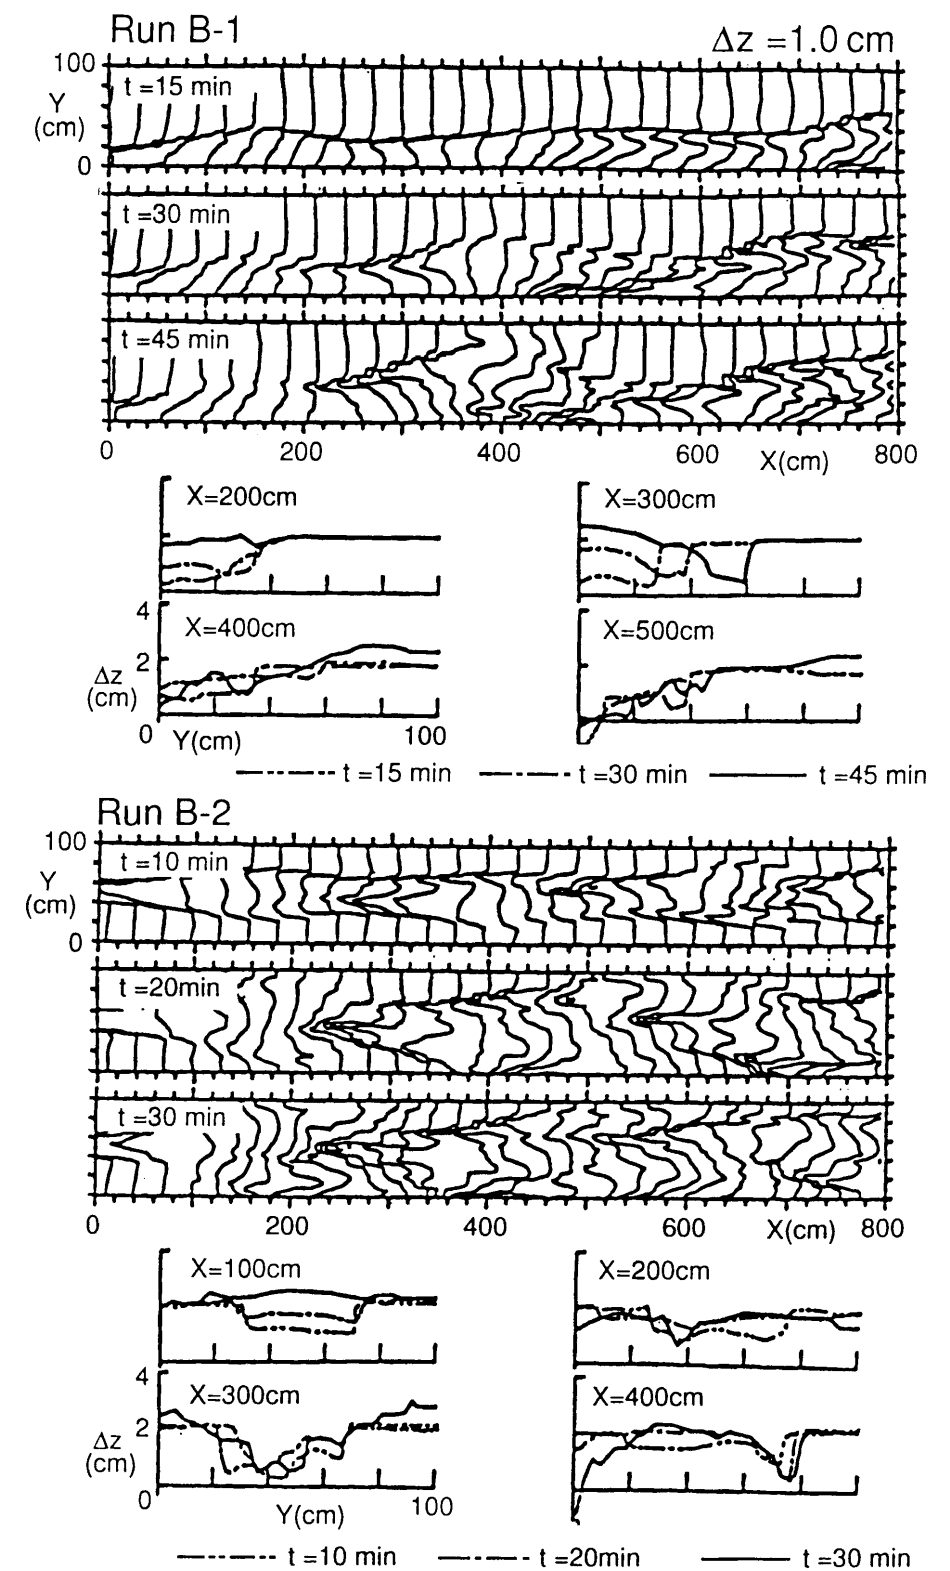 Run B-1
Δz =1.0 cm
100
t =15 min
Y
(cm)
0
t =30 min
t =45 min
0 200 400 600 X(cm) 800
X=200cm
X=300cm
4
X=400cm
X=500cm
2
Δz
(cm)
0 Y(cm) 100
t =15 min t =30 min t =45 min
Run B-2
100
t =10 min
Y
(cm)
0
t =20min
t =30 min
0 200 400 600 X(cm) 800
X=100cm
X=200cm
4
X=300cm
X=400cm
2
Δz
(cm)
0 Y(cm) 100
t =10 min t =20min t =30 min